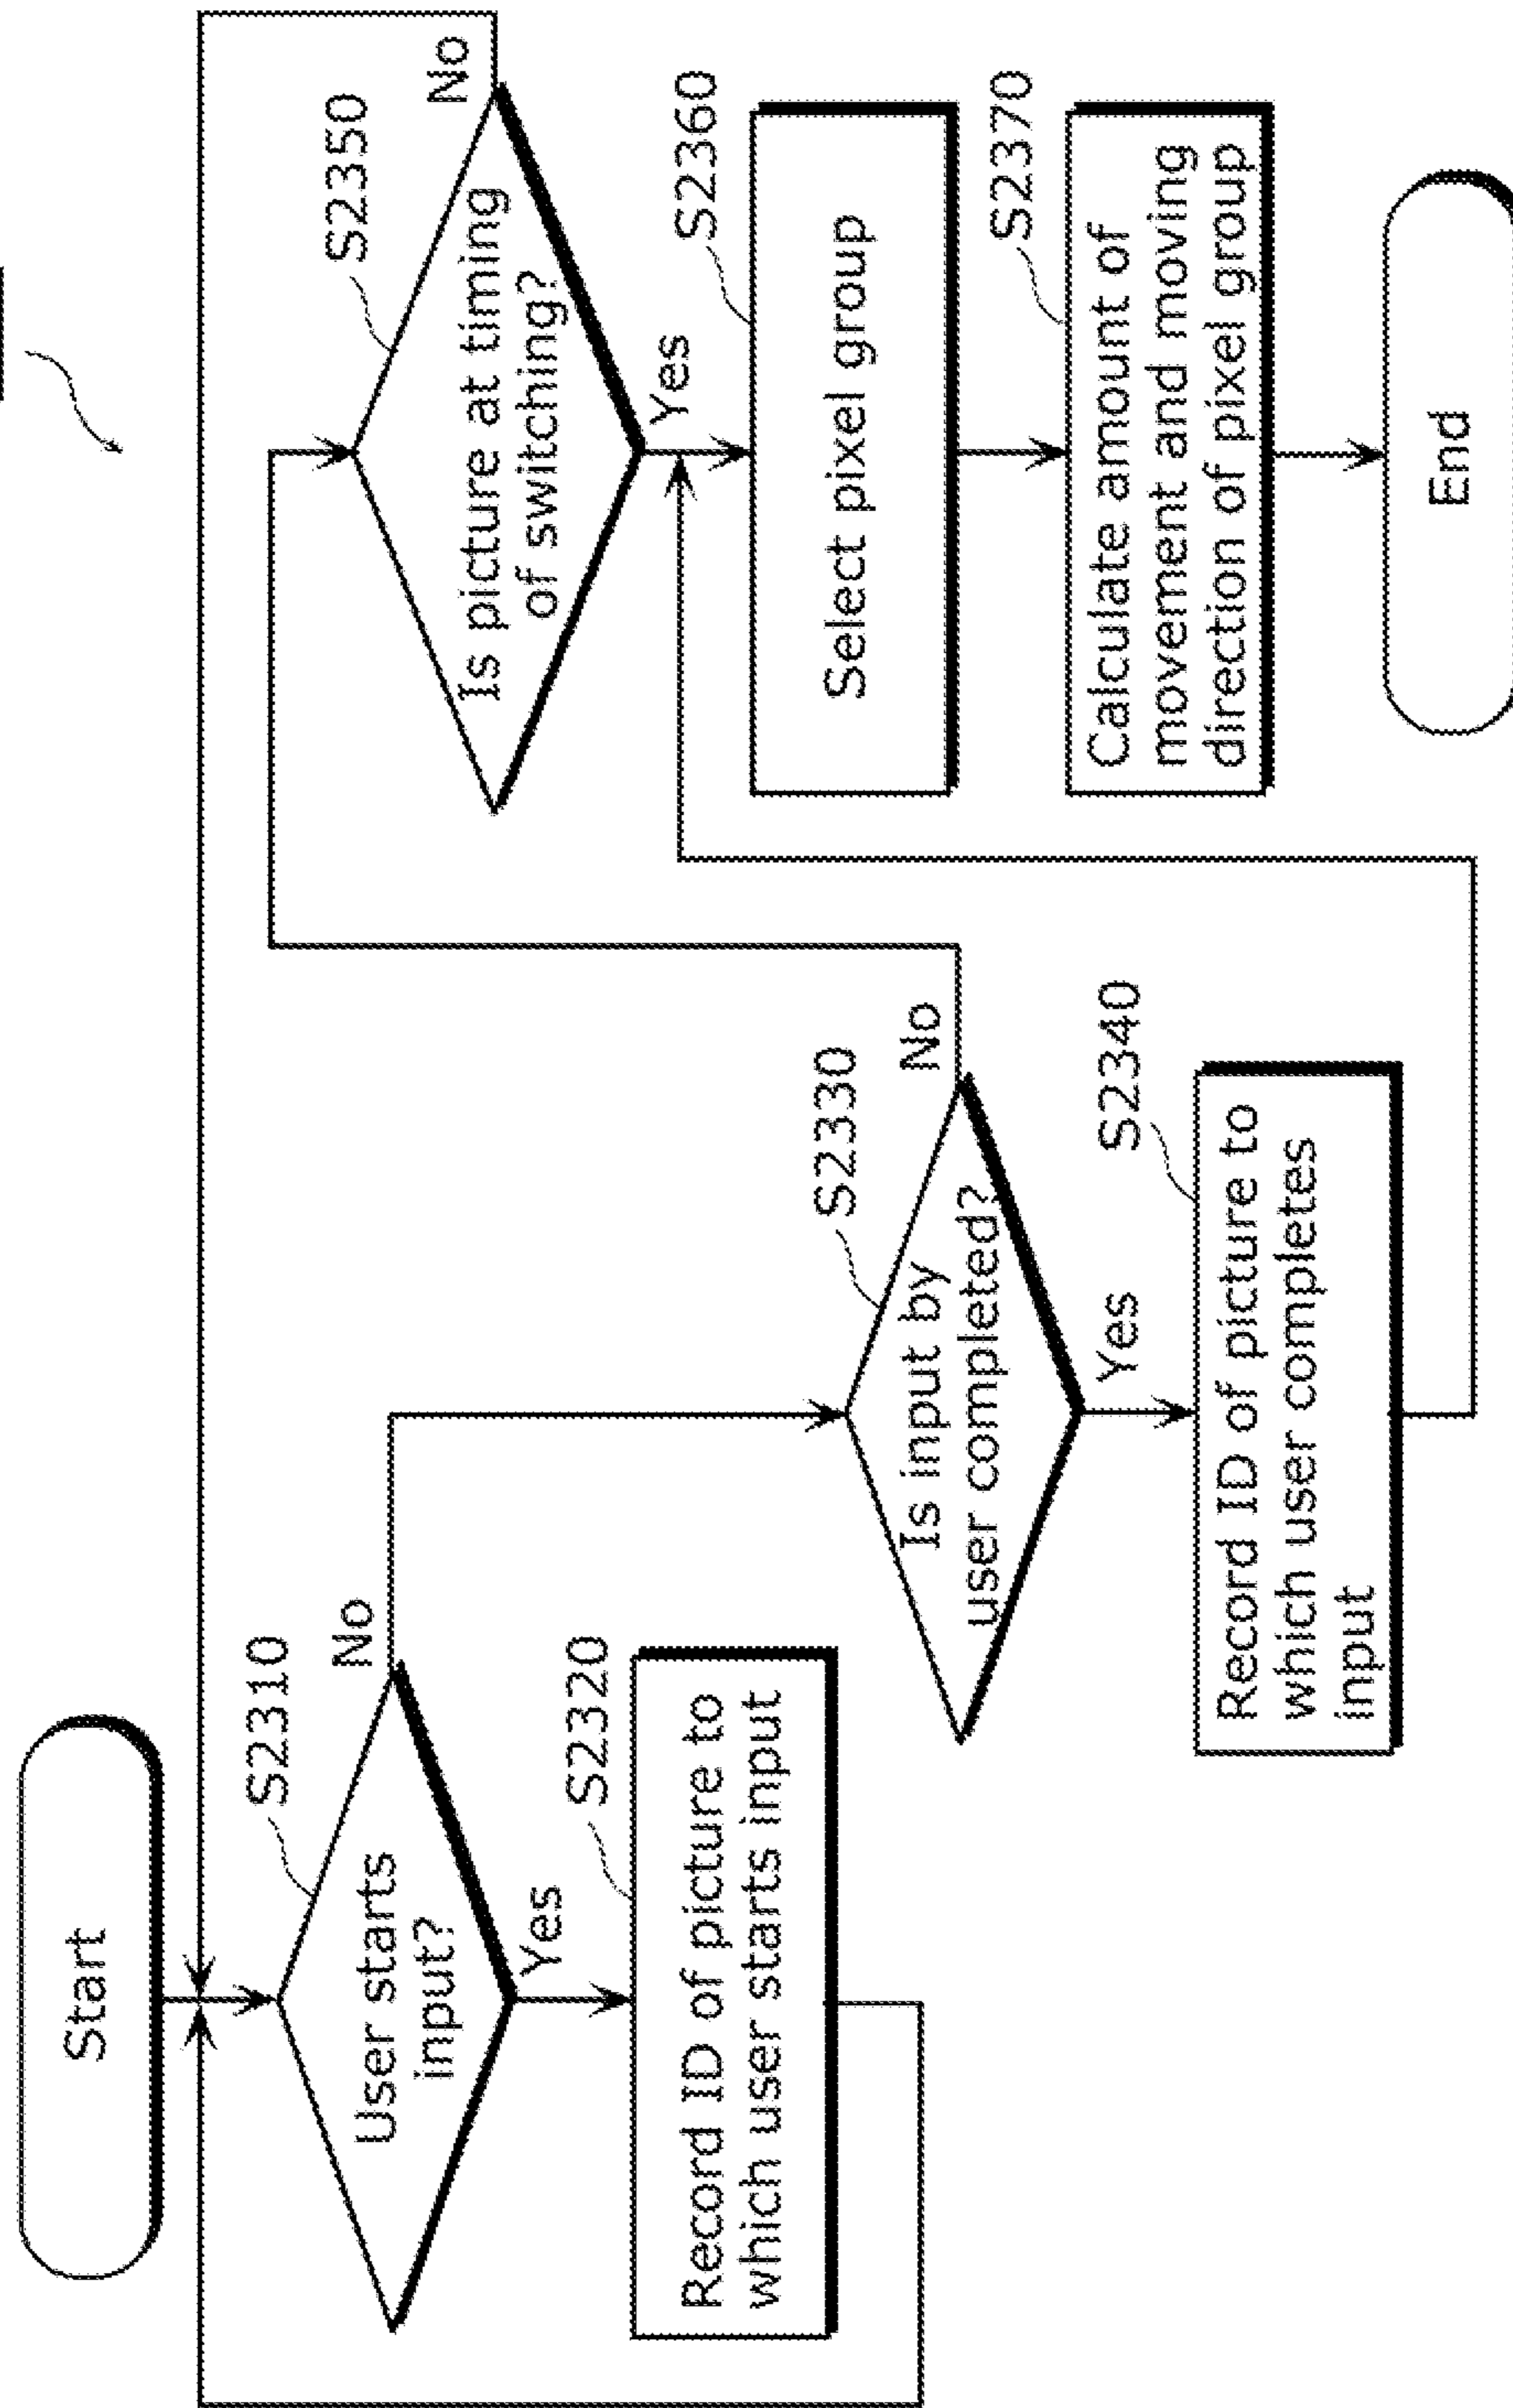 Start
S2310
User starts
input?
No
Yes
S2320
Record ID of picture to
which user starts input
S2330
Is input by
user completed?
No
Yes
S2340
Record ID of picture to
which user completes
input
S2350
Is picture at timing
of switching?
No
Yes
S2360
Select pixel group
S2370
Calculate amount of
movement and moving
direction of pixel group
End